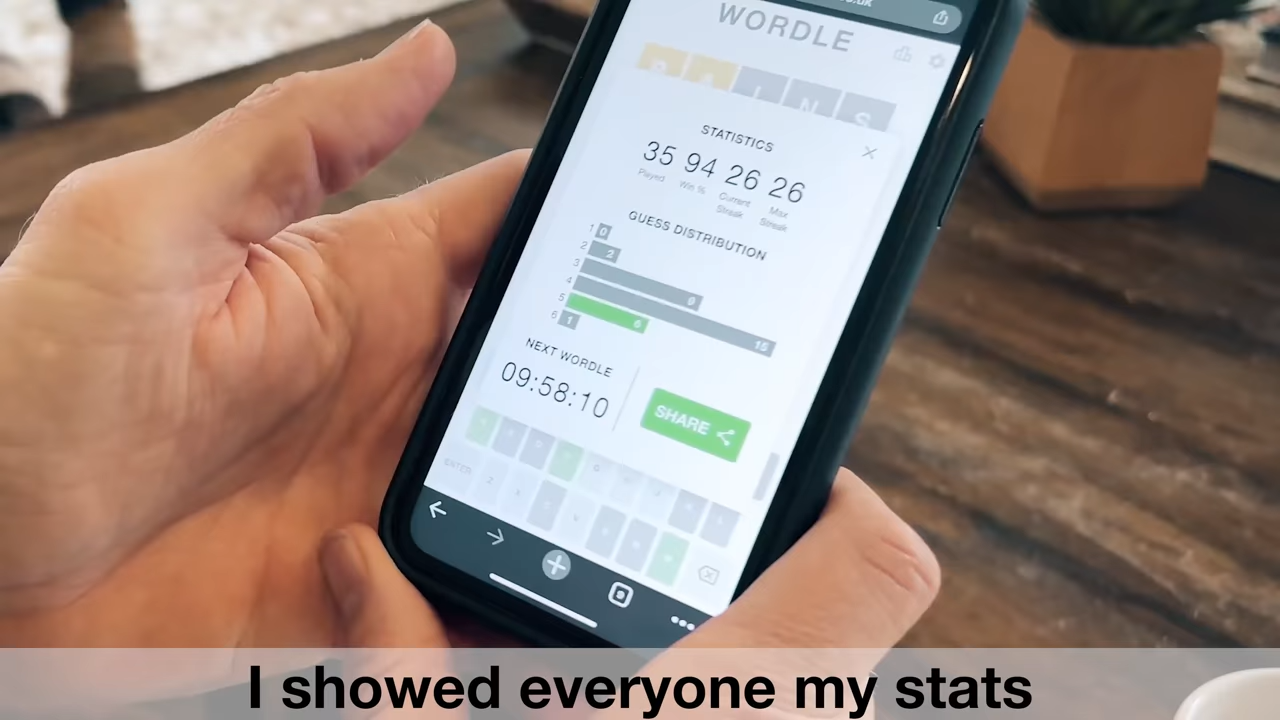 WORDLE
STATISTICS
35 94 26 26
Played Win % Current Streak Max Streak
GUESS DISTRIBUTION
1 0
2 2
3 9
4 15
5 6
6 1
NEXT WORDLE
09:58:10
SHARE
ENTER
I showed everyone my stats